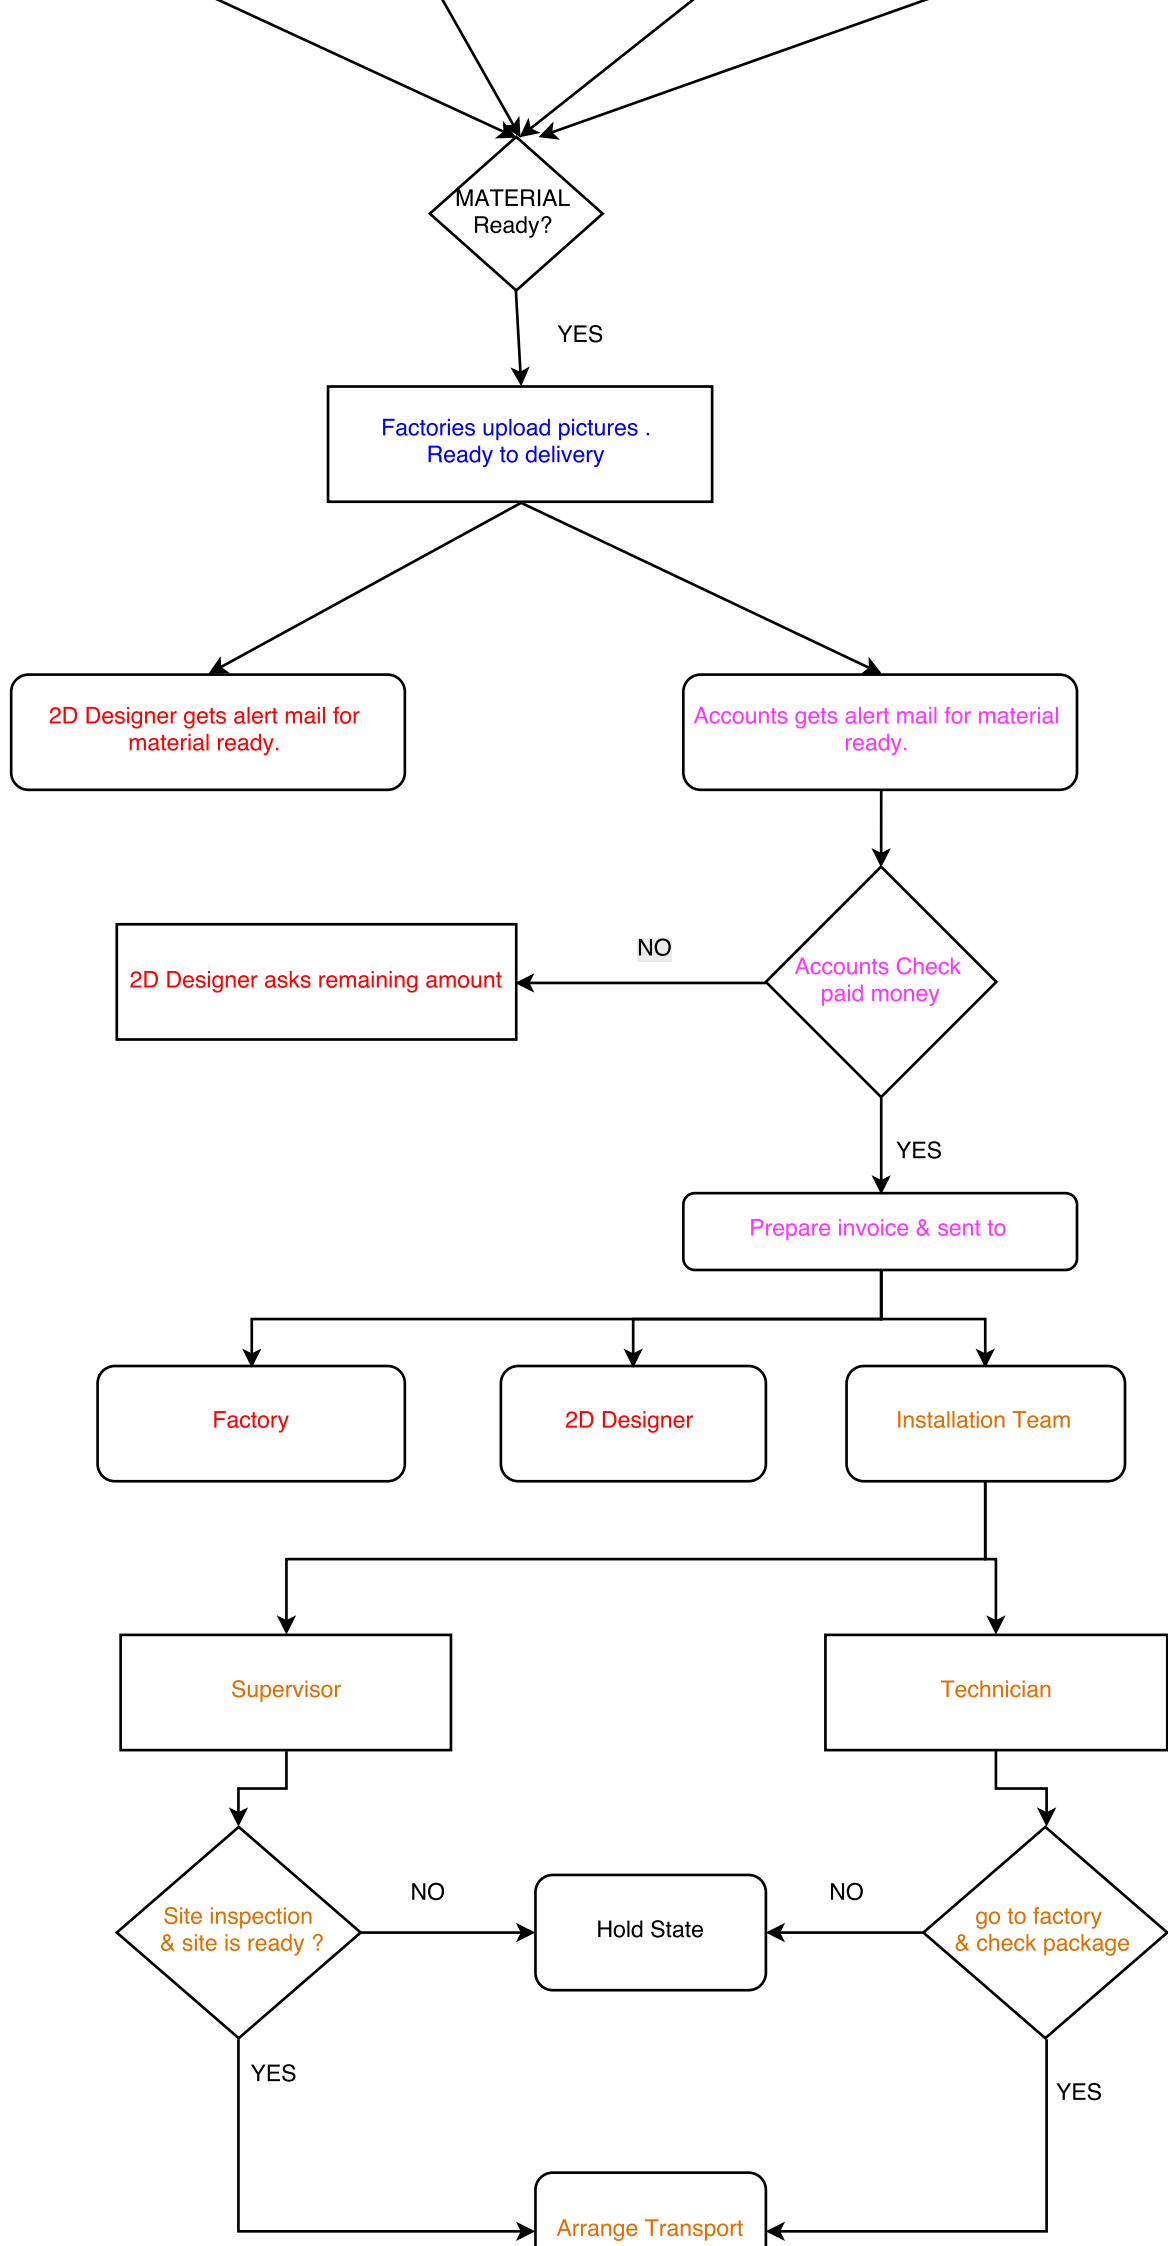 MATERIAL
Ready?
YES
Factories upload pictures .
Ready to delivery
2D Designer gets alert mail for
material ready.
Accounts gets alert mail for material
ready.
NO
2D Designer asks remaining amount
Accounts Check
paid money
YES
Prepare invoice & sent to
Factory
2D Designer
Installation Team
Supervisor
Technician
Site inspection
& site is ready ?
NO
Hold State
NO
go to factory
& check package
YES
YES
Arrange Transport